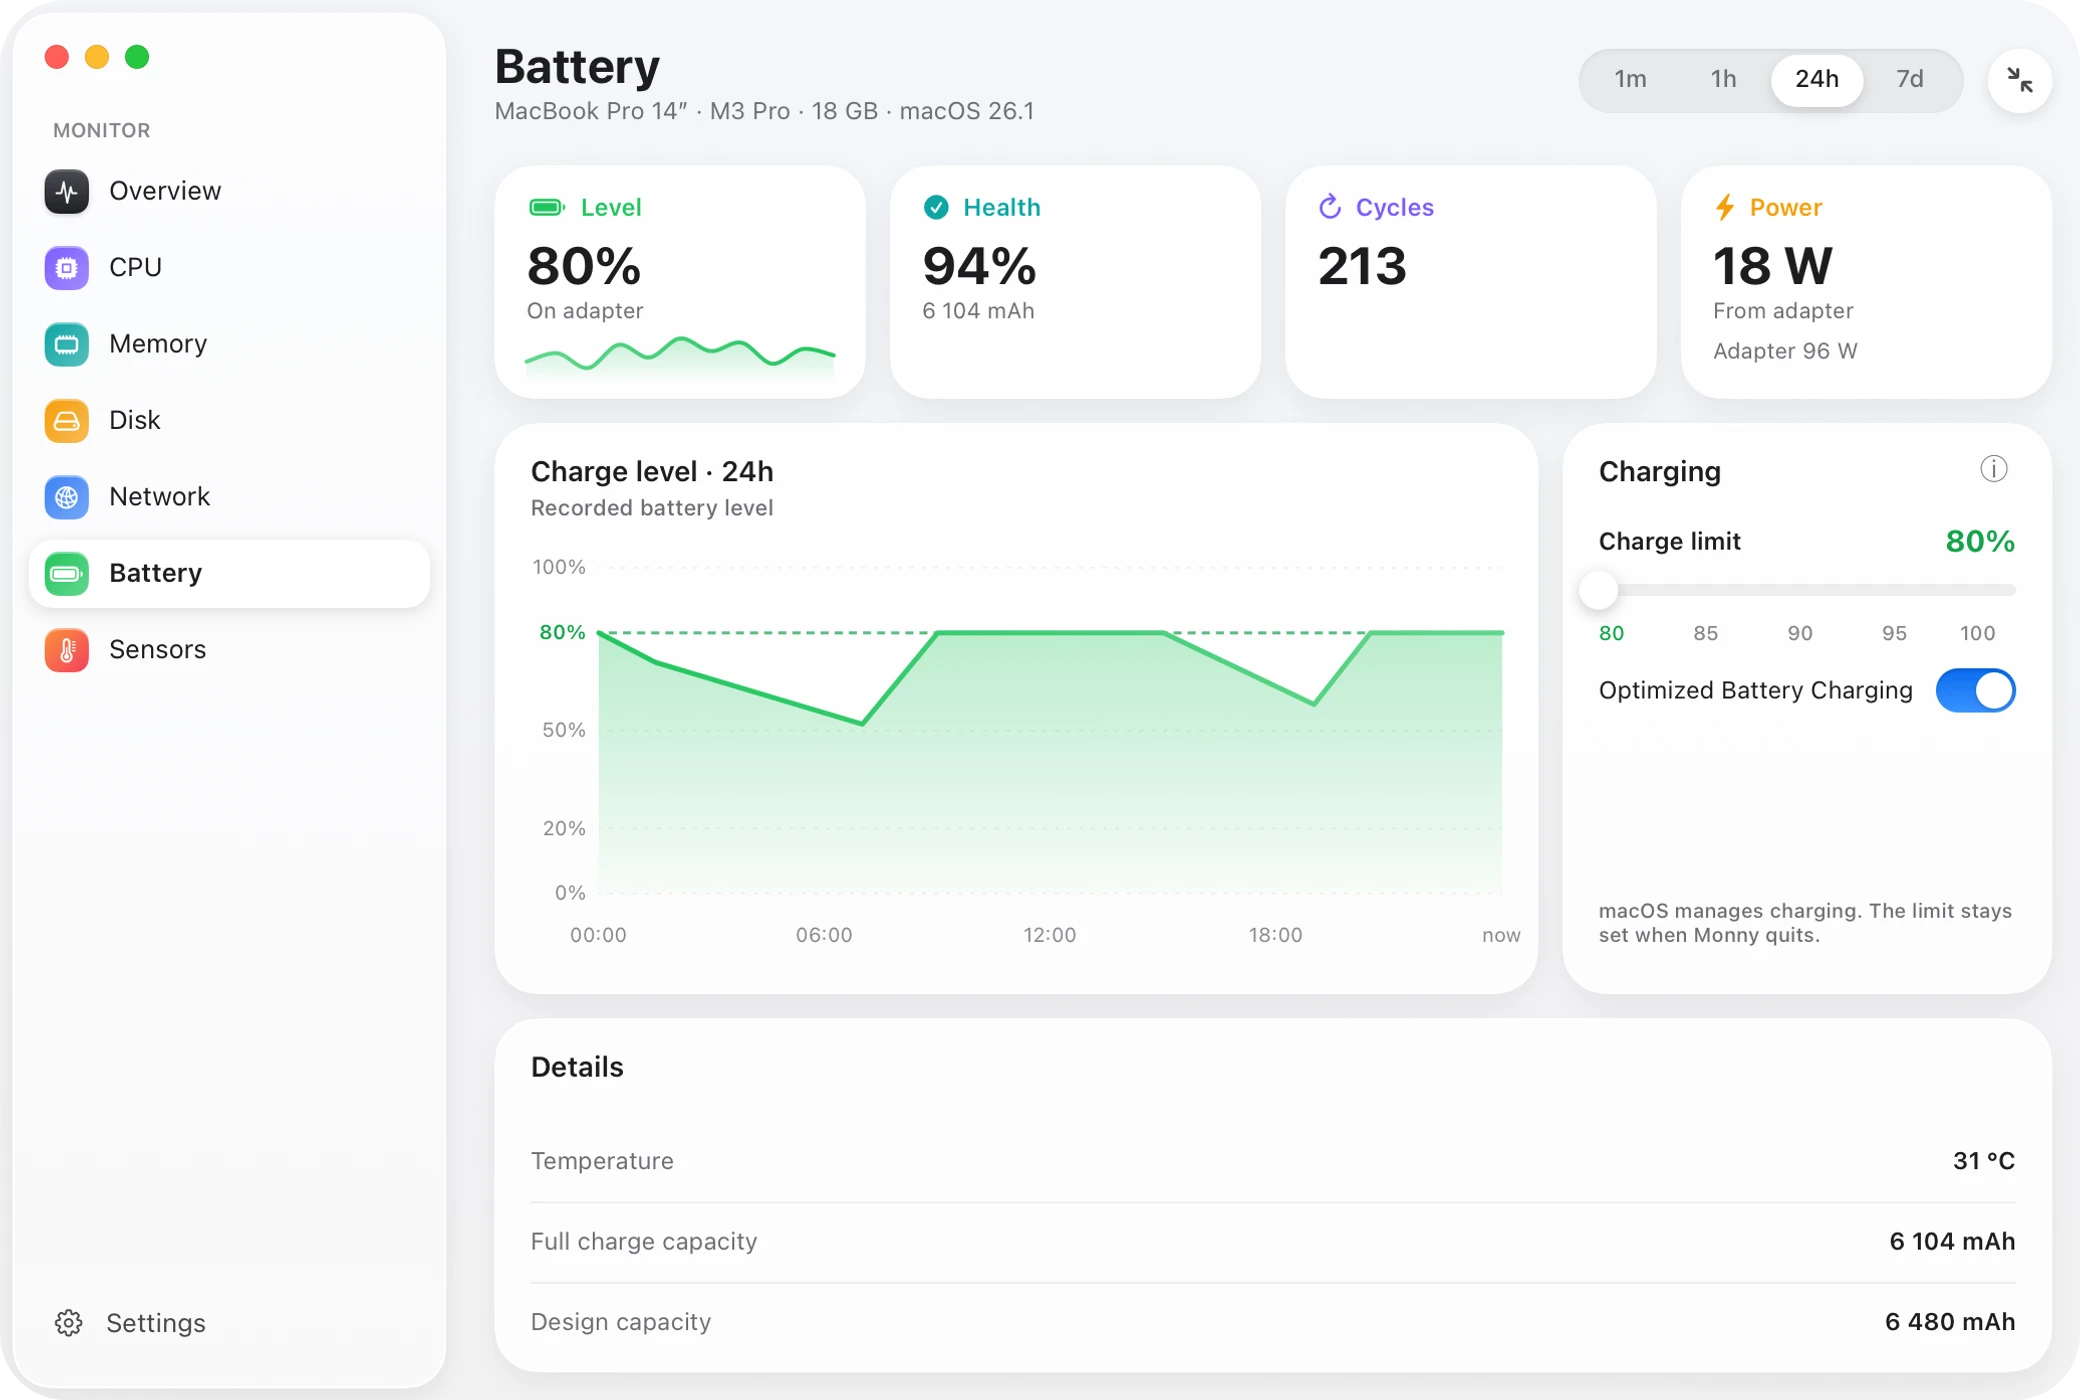 MONITOR
Overview
CPU
Memory
Disk
Network
Battery
Sensors
Settings
Battery
MacBook Pro 14″ · M3 Pro · 18 GB · macOS 26.1
1m 1h 24h 7d
Level
80%
On adapter
Health
94%
6 104 mAh
Cycles
213
Power
18 W
From adapter
Adapter 96 W
Charge level · 24h
Recorded battery level
100%
80%
50%
20%
0%
00:00 06:00 12:00 18:00 now
Charging
Charge limit 80%
80 85 90 95 100
Optimized Battery Charging
macOS manages charging. The limit stays
set when Monny quits.
Details
Temperature 31 °C
Full charge capacity 6 104 mAh
Design capacity 6 480 mAh